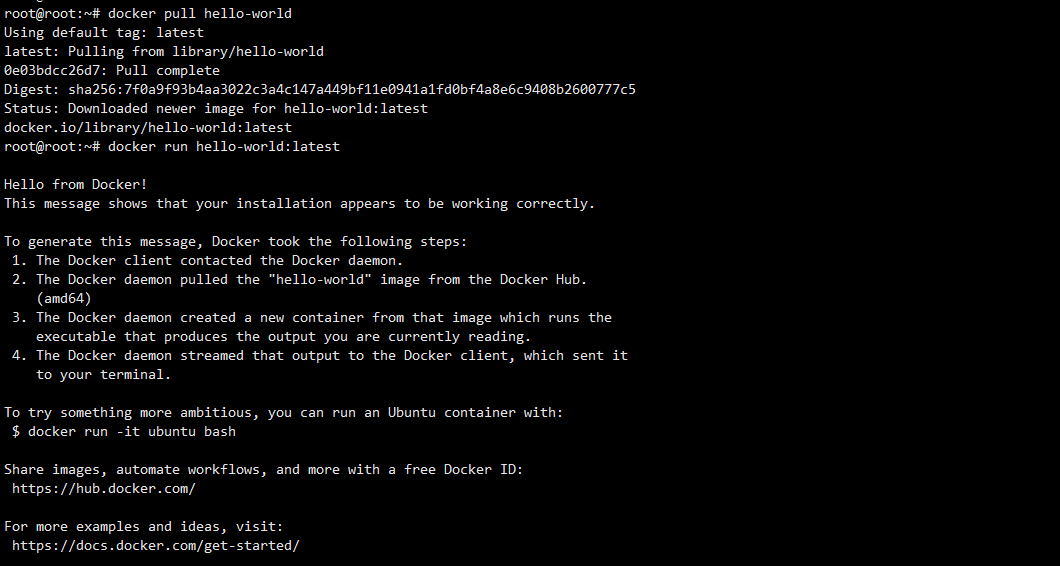 root@root:~# docker pull hello-world
Using default tag: latest
latest: Pulling from library/hello-world
0e03bdcc26d7: Pull complete
Digest: sha256:7f0a9f93b4aa3022c3a4c147a449bf11e0941a1fd0bf4a8e6c9408b2600777c5
Status: Downloaded newer image for hello-world:latest
docker.io/library/hello-world:latest
root@root:~# docker run hello-world:latest

Hello from Docker!
This message shows that your installation appears to be working correctly.

To generate this message, Docker took the following steps:
 1. The Docker client contacted the Docker daemon.
 2. The Docker daemon pulled the "hello-world" image from the Docker Hub.
    (amd64)
 3. The Docker daemon created a new container from that image which runs the
    executable that produces the output you are currently reading.
 4. The Docker daemon streamed that output to the Docker client, which sent it
    to your terminal.

To try something more ambitious, you can run an Ubuntu container with:
 $ docker run -it ubuntu bash

Share images, automate workflows, and more with a free Docker ID:
 https://hub.docker.com/

For more examples and ideas, visit:
 https://docs.docker.com/get-started/